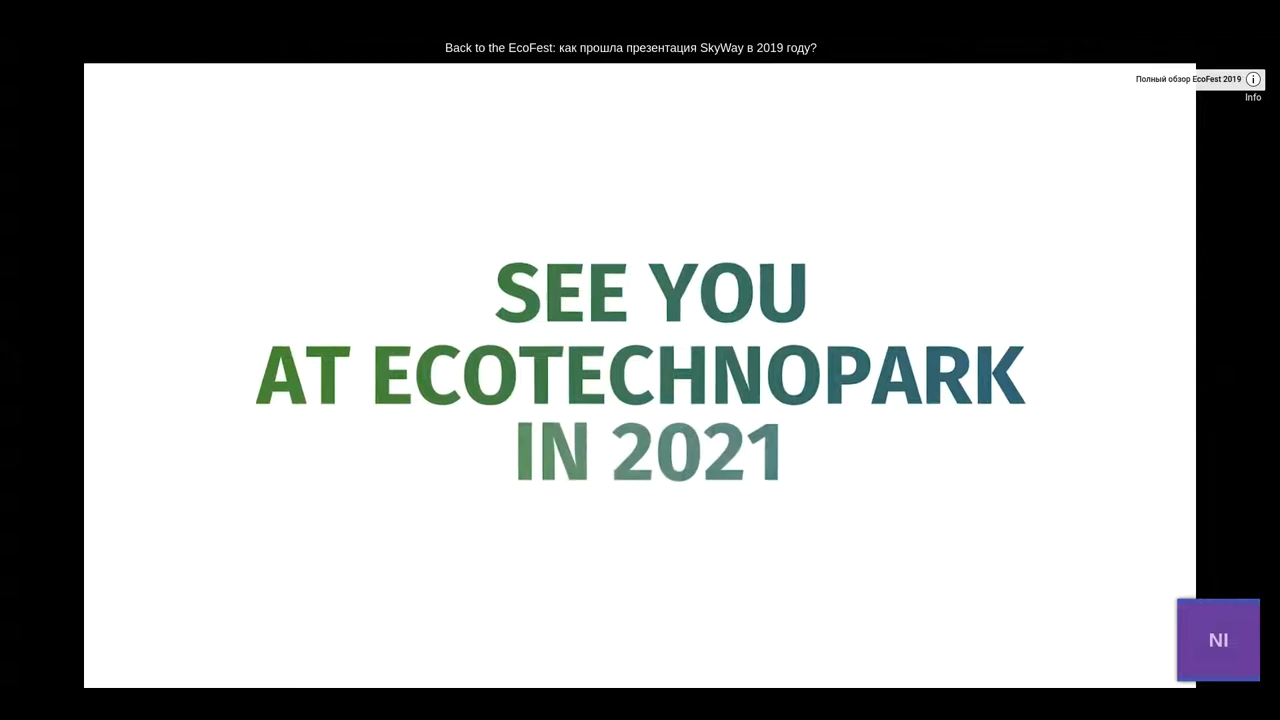 Back to the EcoFest: как прошла презентация SkyWay в 2019 году?
Полный обзор EcoFest 2019
Info
SEE YOU
AT ECOTECHNOPARK
IN 2021
NI